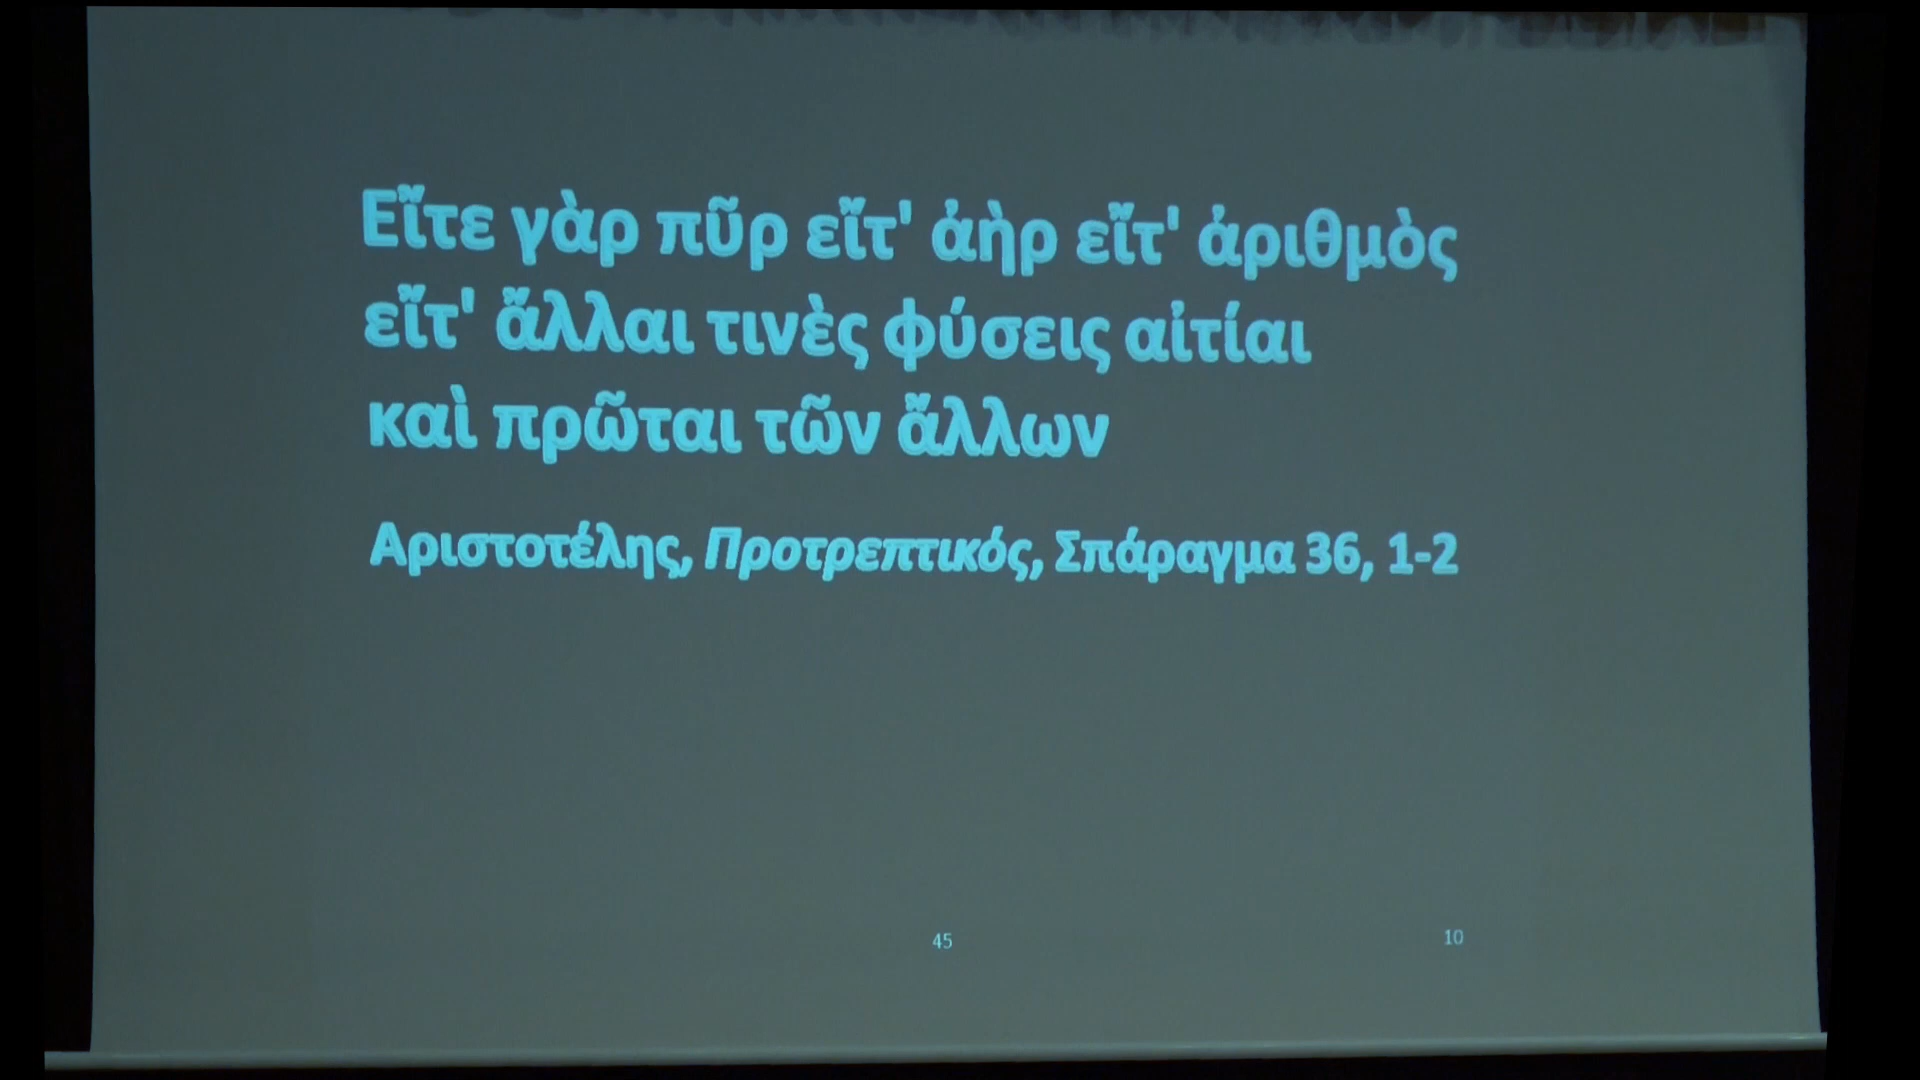 Εἴτε γὰρ πῦρ εἴτ' ἀὴρ εἴτ' ἀριθμὸς
εἴτ' ἄλλαι τινὲς φύσεις αἰτίαι
καὶ πρῶται τῶν ἄλλων
Αριστοτέλης, Προτρεπτικός, Σπάραγμα 36, 1-2
45 10